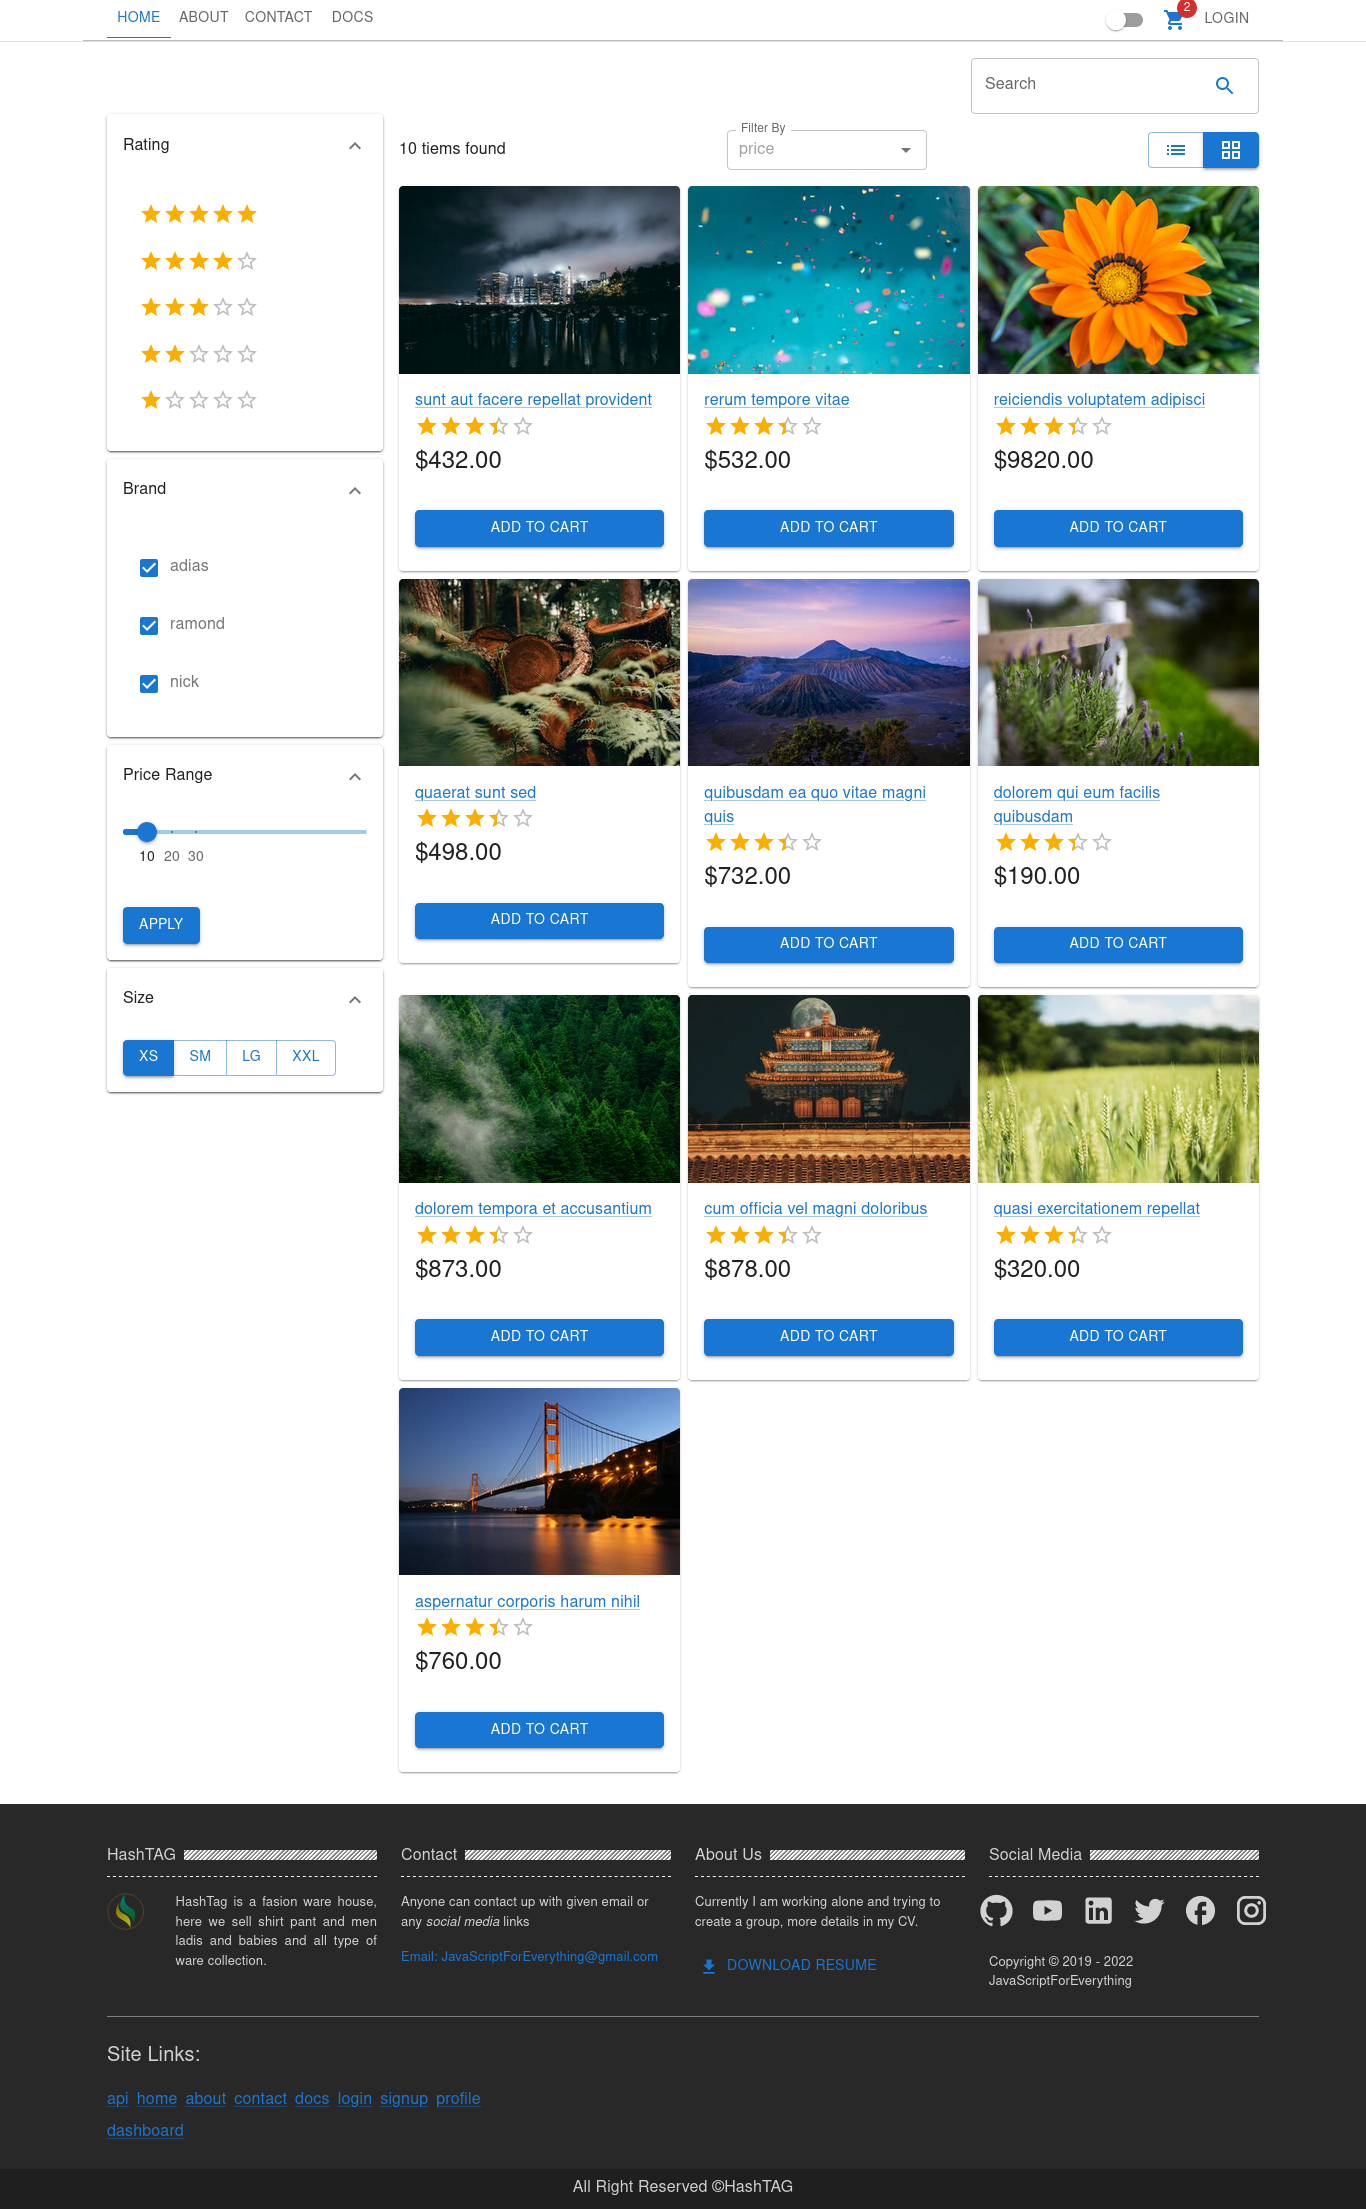 HOME ABOUT CONTACT DOCS
2
LOGIN
Search
Rating
Brand
adias
ramond
nick
Price Range
10 20 30
APPLY
Size
XS SM LG XXL
10 tiems found
Filter By
price
sunt aut facere repellat provident
$432.00
ADD TO CART
rerum tempore vitae
$532.00
ADD TO CART
reiciendis voluptatem adipisci
$9820.00
ADD TO CART
quaerat sunt sed
$498.00
ADD TO CART
quibusdam ea quo vitae magni
quis
$732.00
ADD TO CART
dolorem qui eum facilis
quibusdam
$190.00
ADD TO CART
dolorem tempora et accusantium
$873.00
ADD TO CART
cum officia vel magni doloribus
$878.00
ADD TO CART
quasi exercitationem repellat
$320.00
ADD TO CART
aspernatur corporis harum nihil
$760.00
ADD TO CART
HashTAG
HashTag is a fasion ware house,
here we sell shirt pant and men
ladis and babies and all type of
ware collection.
Contact
Anyone can contact up with given email or
any social media links
Email: JavaScriptForEverything@gmail.com
About Us
Currently I am working alone and trying to
create a group, more details in my CV.
DOWNLOAD RESUME
Social Media
Copyright © 2019 - 2022
JavaScriptForEverything
Site Links:
api home about contact docs login signup profile
dashboard
All Right Reserved ©HashTAG